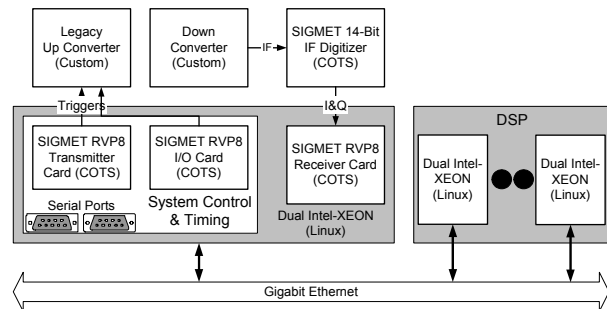 Legacy
Up Converter
(Custom)
Down
Converter
(Custom)
IF
SIGMET 14-Bit
IF Digitizer
(COTS)
Triggers
I&Q
SIGMET RVP8
Transmitter
Card (COTS)
SIGMET RVP8
I/O Card
(COTS)
SIGMET RVP8
Receiver Card
(COTS)
Serial Ports
System Control
& Timing
Dual Intel-XEON
(Linux)
DSP
Dual Intel-
XEON
(Linux)
Dual Intel-
XEON
(Linux)
Gigabit Ethernet